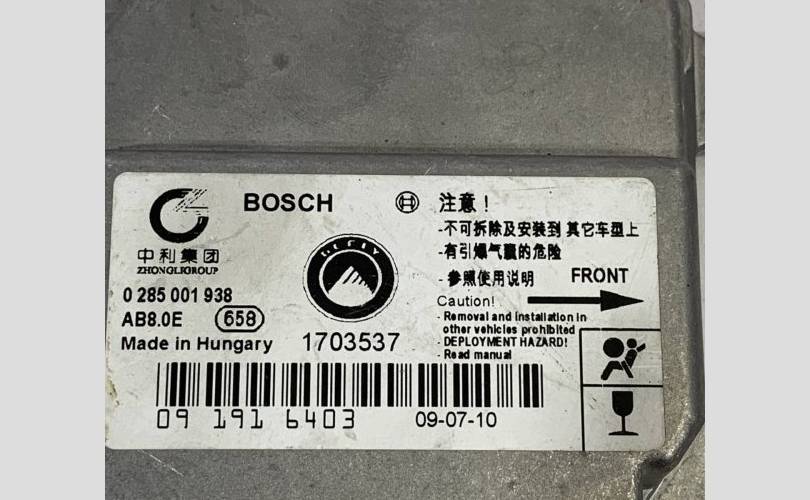 BOSCH
中利集团
ZHONGLIGROUP
0 285 001 938
AB8.0E 658
Made in Hungary
GEELY
1703537
注意！
-不可拆除及安装到 其它车型上
-有引爆气囊的危险
- 参照使用说明
FRONT
Caution!
- Removal and installation in
other vehicles prohibited
- DEPLOYMENT HAZARD!
- Read manual
09 191 6403
09-07-10